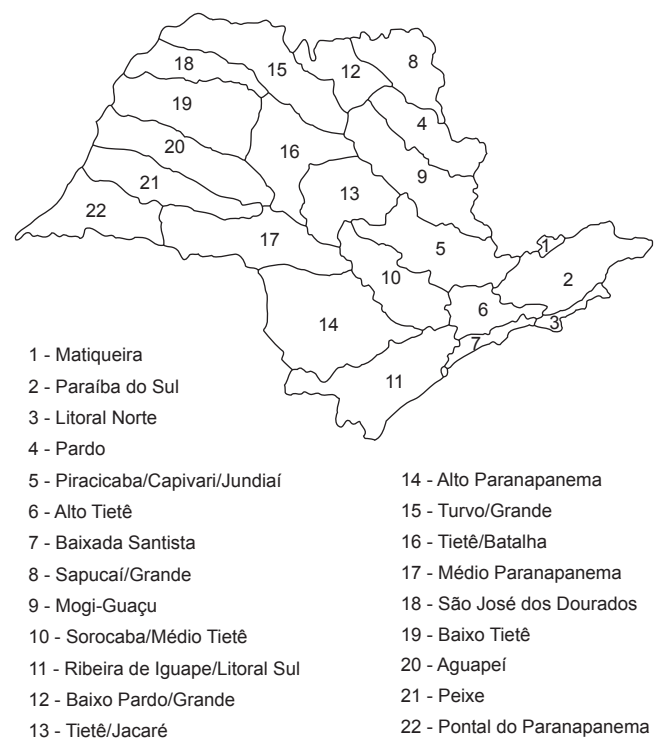 18
15
12
8
19
4
20
16
9
21
13
22
17
5
1
10
2
6
14
3
7
11
1 - Matiqueira
2 - Paraíba do Sul
3 - Litoral Norte
4 - Pardo
5 - Piracicaba/Capivari/Jundiaí
6 - Alto Tietê
7 - Baixada Santista
8 - Sapucaí/Grande
9 - Mogi-Guaçu
10 - Sorocaba/Médio Tietê
11 - Ribeira de Iguape/Litoral Sul
12 - Baixo Pardo/Grande
13 - Tietê/Jacaré
14 - Alto Paranapanema
15 - Turvo/Grande
16 - Tietê/Batalha
17 - Médio Paranapanema
18 - São José dos Dourados
19 - Baixo Tietê
20 - Aguapeí
21 - Peixe
22 - Pontal do Paranapanema